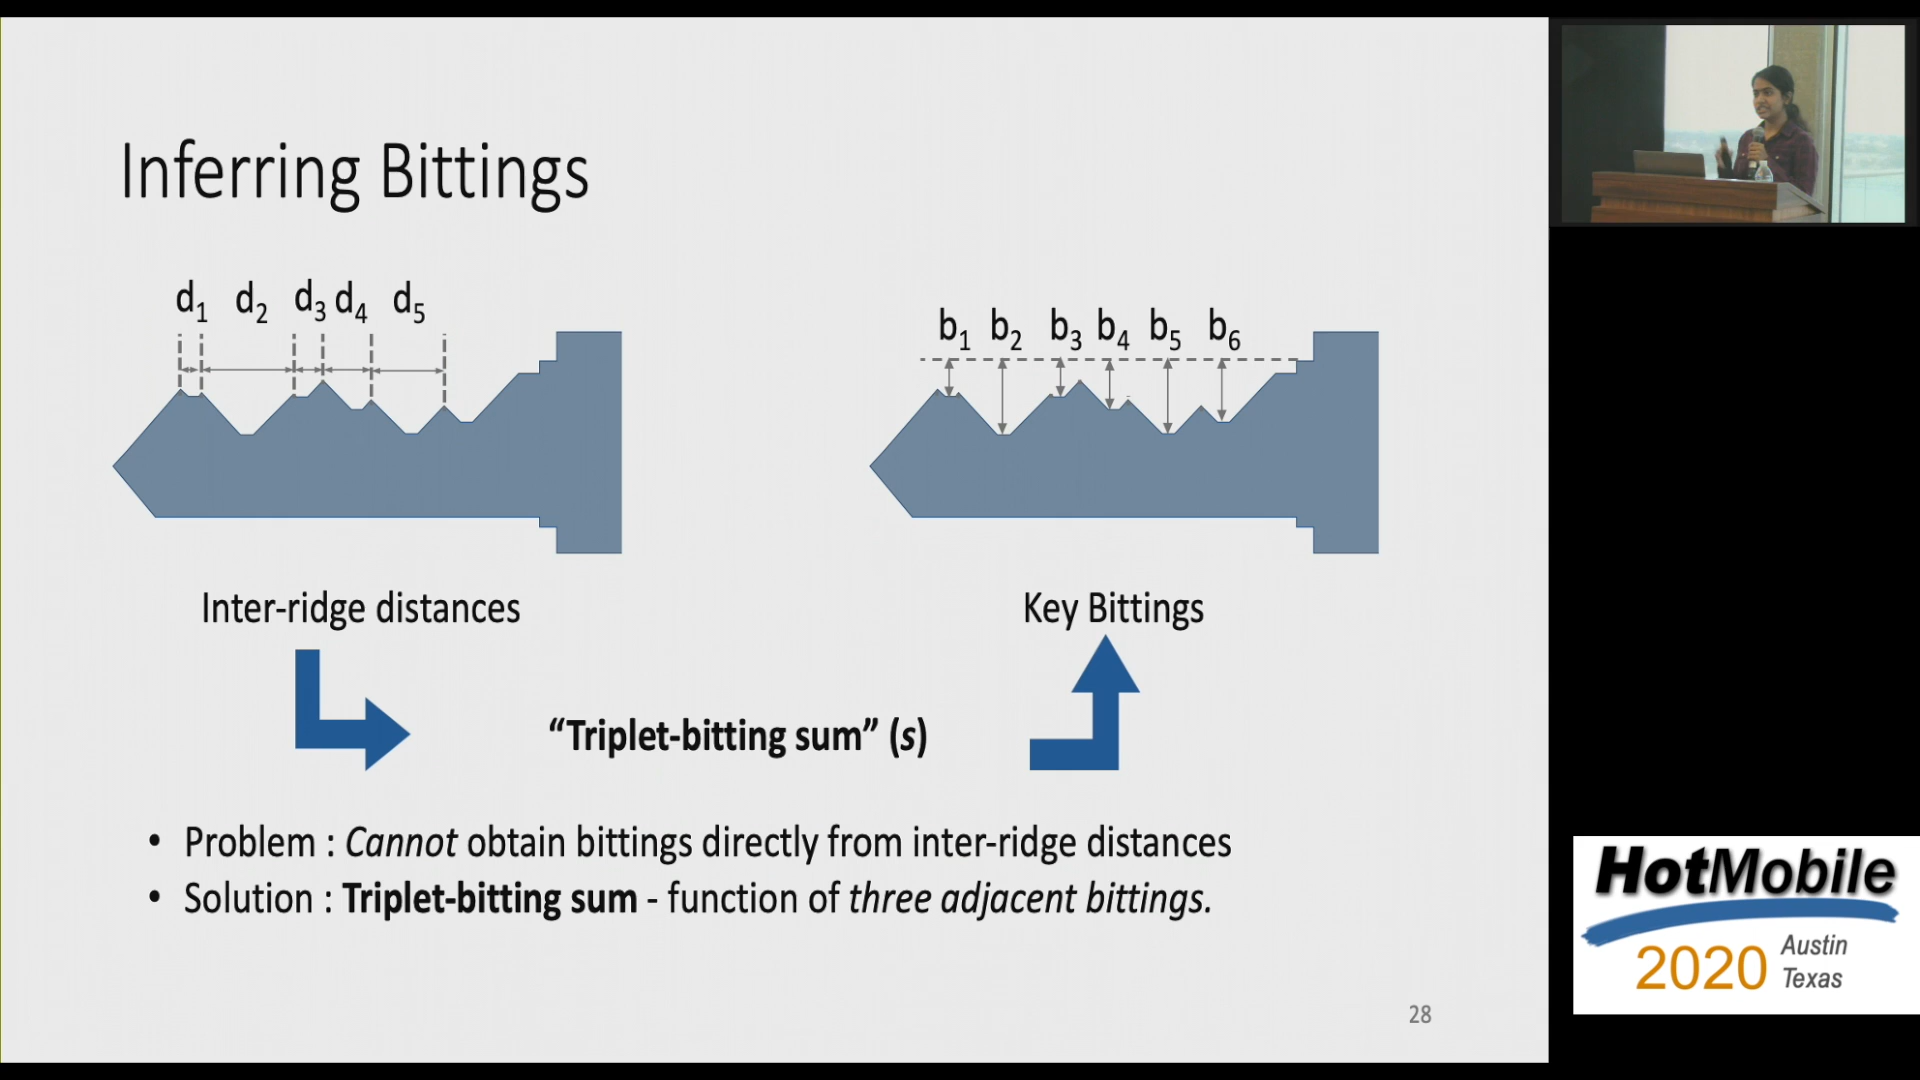 Inferring Bittings
d1 d2 d3 d4 d5
b1 b2 b3 b4 b5 b6
Inter-ridge distances
Key Bittings
“Triplet-bitting sum” (s)
• Problem : Cannot obtain bittings directly from inter-ridge distances
• Solution : Triplet-bitting sum - function of three adjacent bittings.
28
HotMobile
2020 Austin
Texas